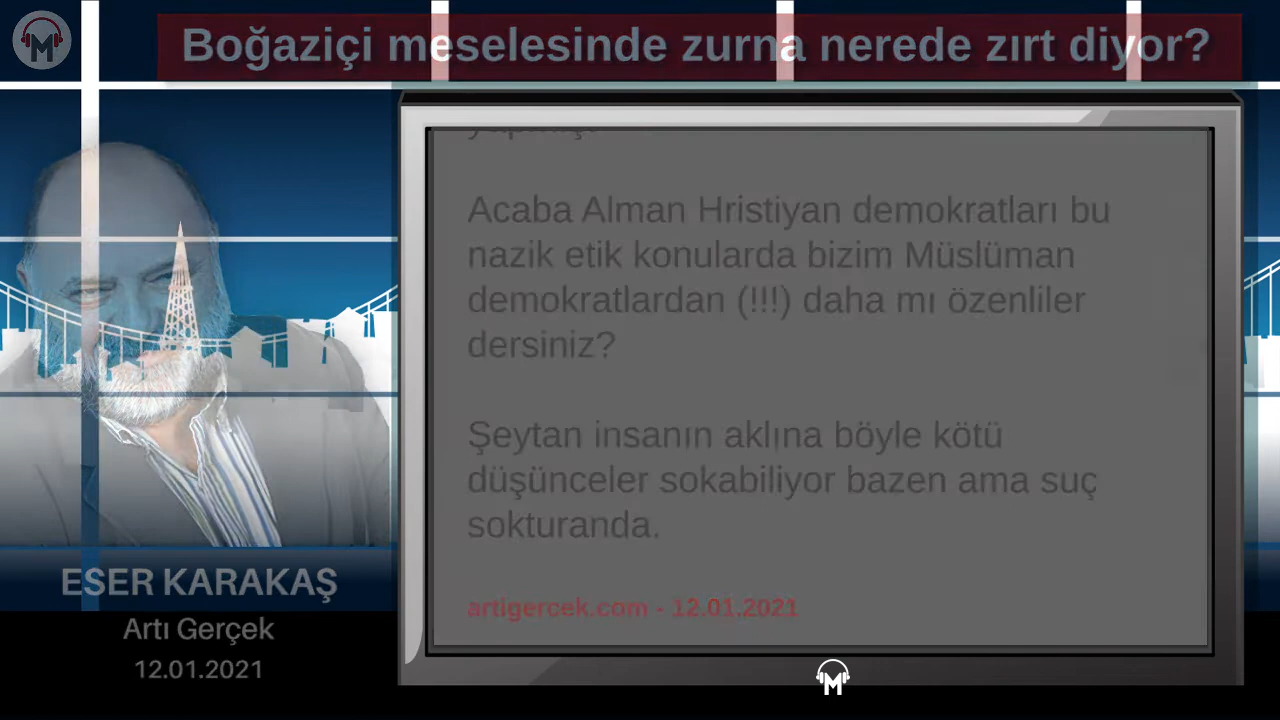 Boğaziçi meselesinde zurna nerede zırt diyor?
Acaba Alman Hristiyan demokratları bu
nazik etik konularda bizim Müslüman
demokratlardan (!!!) daha mı özenliler
dersiniz?
Şeytan insanın aklına böyle kötü
düşünceler sokabiliyor bazen ama suç
sokturanda.
artigercek.com - 12.01.2021
ESER KARAKAŞ
Artı Gerçek
12.01.2021